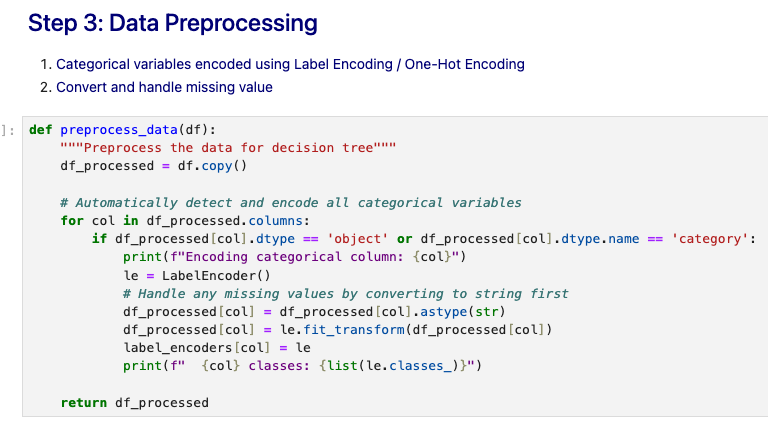 Step 3: Data Preprocessing
1. Categorical variables encoded using Label Encoding / One-Hot Encoding
2. Convert and handle missing value
]: def preprocess_data(df):
    """Preprocess the data for decision tree"""
    df_processed = df.copy()

    # Automatically detect and encode all categorical variables
    for col in df_processed.columns:
        if df_processed[col].dtype == 'object' or df_processed[col].dtype.name == 'category':
            print(f"Encoding categorical column: {col}")
            le = LabelEncoder()
            # Handle any missing values by converting to string first
            df_processed[col] = df_processed[col].astype(str)
            df_processed[col] = le.fit_transform(df_processed[col])
            label_encoders[col] = le
            print(f"  {col} classes: {list(le.classes_)}")

    return df_processed